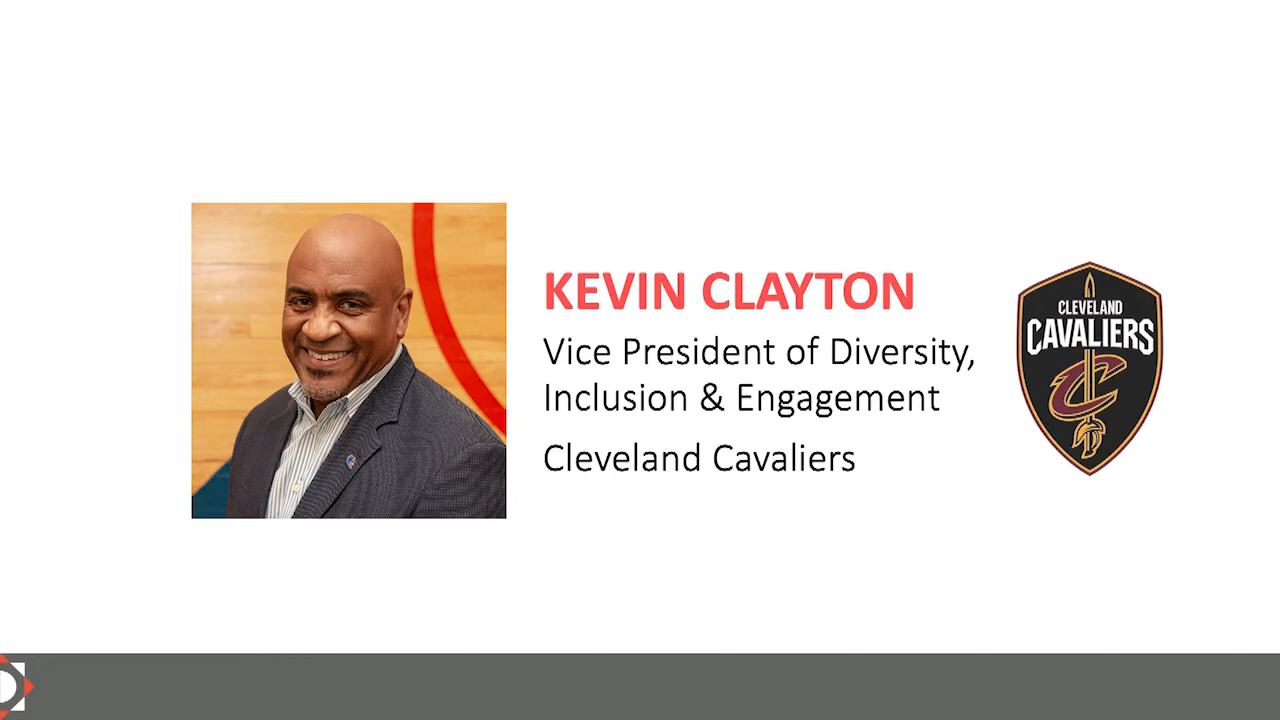 KEVIN CLAYTON
Vice President of Diversity,
Inclusion & Engagement
Cleveland Cavaliers
CLEVELAND
CAVALIERS
C